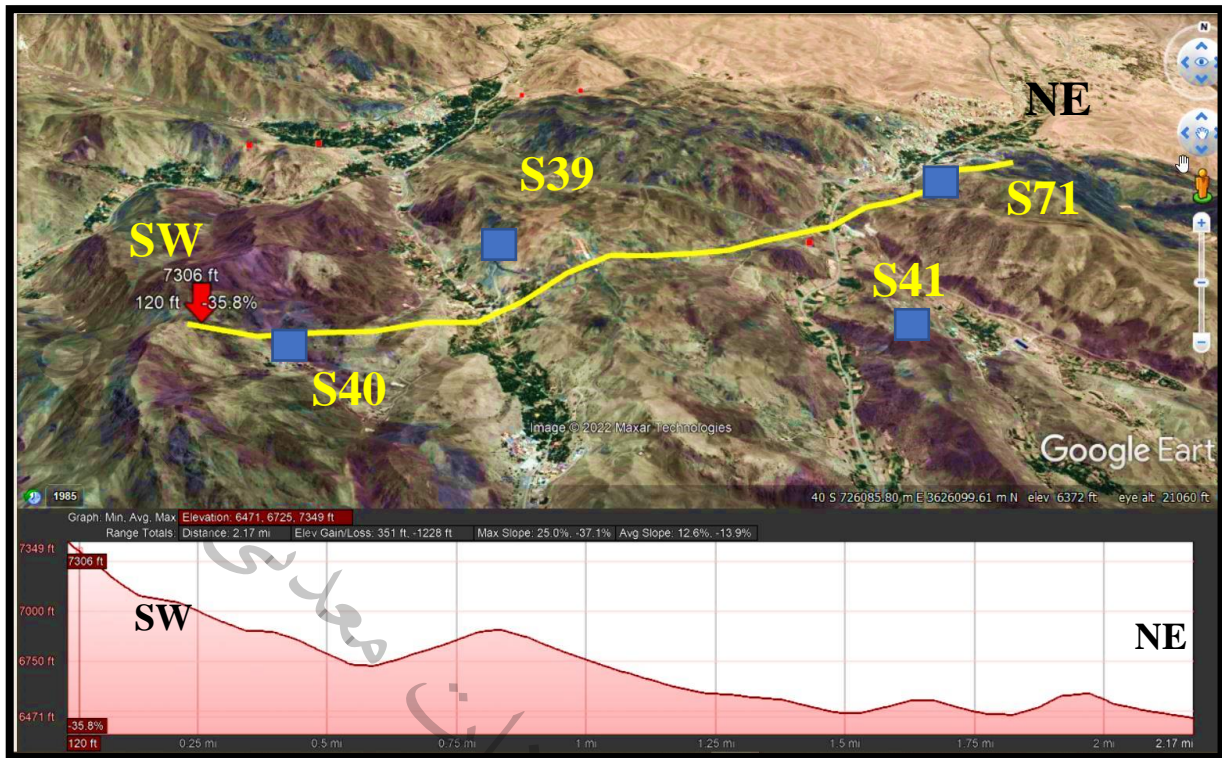 N
NE
S39
S71
SW
7306 ft
120 ft -35.8%
S41
S40
Image © 2022 Maxar Technologies
Google Eart
1985
40 S 726085.80 m E 3626099.61 m N elev 6372 ft eye alt 21060 ft
Graph: Min, Avg, Max Elevation: 6471, 6725, 7349 ft
Range Totals: Distance: 2.17 mi Elev Gain/Loss: 351 ft, -1228 ft Max Slope: 25.0%, -37.1% Avg Slope: 12.6%, -13.9%
7349 ft
7306 ft
7000 ft
SW
NE
6750 ft
6471 ft
-35.8%
120 ft 0.25 mi 0.5 mi 0.75 mi 1 mi 1.25 mi 1.5 mi 1.75 mi 2 mi 2.17 mi
معدنی